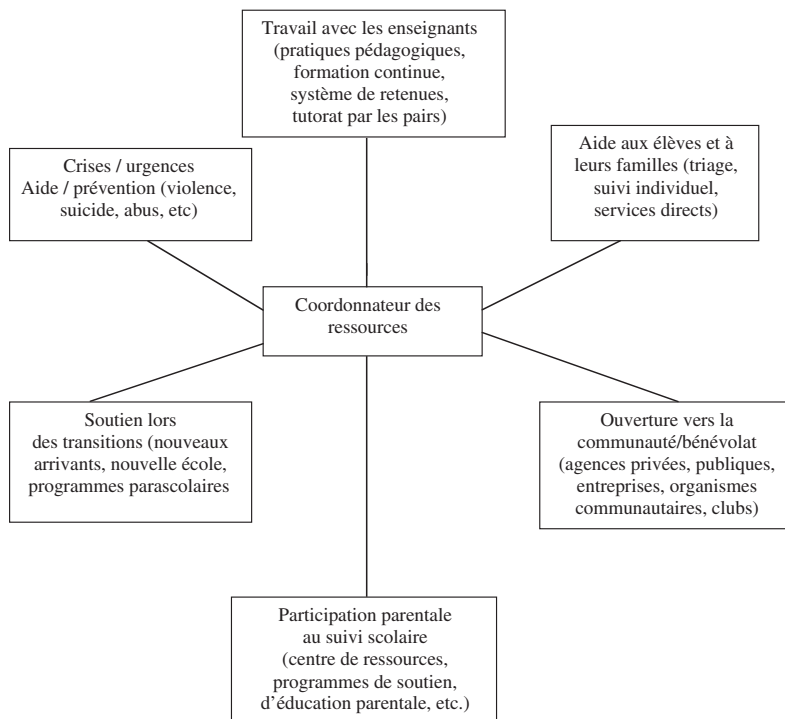 Travail avec les enseignants
(pratiques pédagogiques,
formation continue,
système de retenues,
tutorat par les pairs)
Crises / urgences
Aide / prévention (violence,
suicide, abus, etc)
Aide aux élèves et à
leurs familles (triage,
suivi individuel,
services directs)
Coordonnateur des
ressources
Soutien lors
des transitions (nouveaux
arrivants, nouvelle école,
programmes parascolaires
Ouverture vers la
communauté/bénévolat
(agences privées, publiques,
entreprises, organismes
communautaires, clubs)
Participation parentale
au suivi scolaire
(centre de ressources,
programmes de soutien,
d'éducation parentale, etc.)